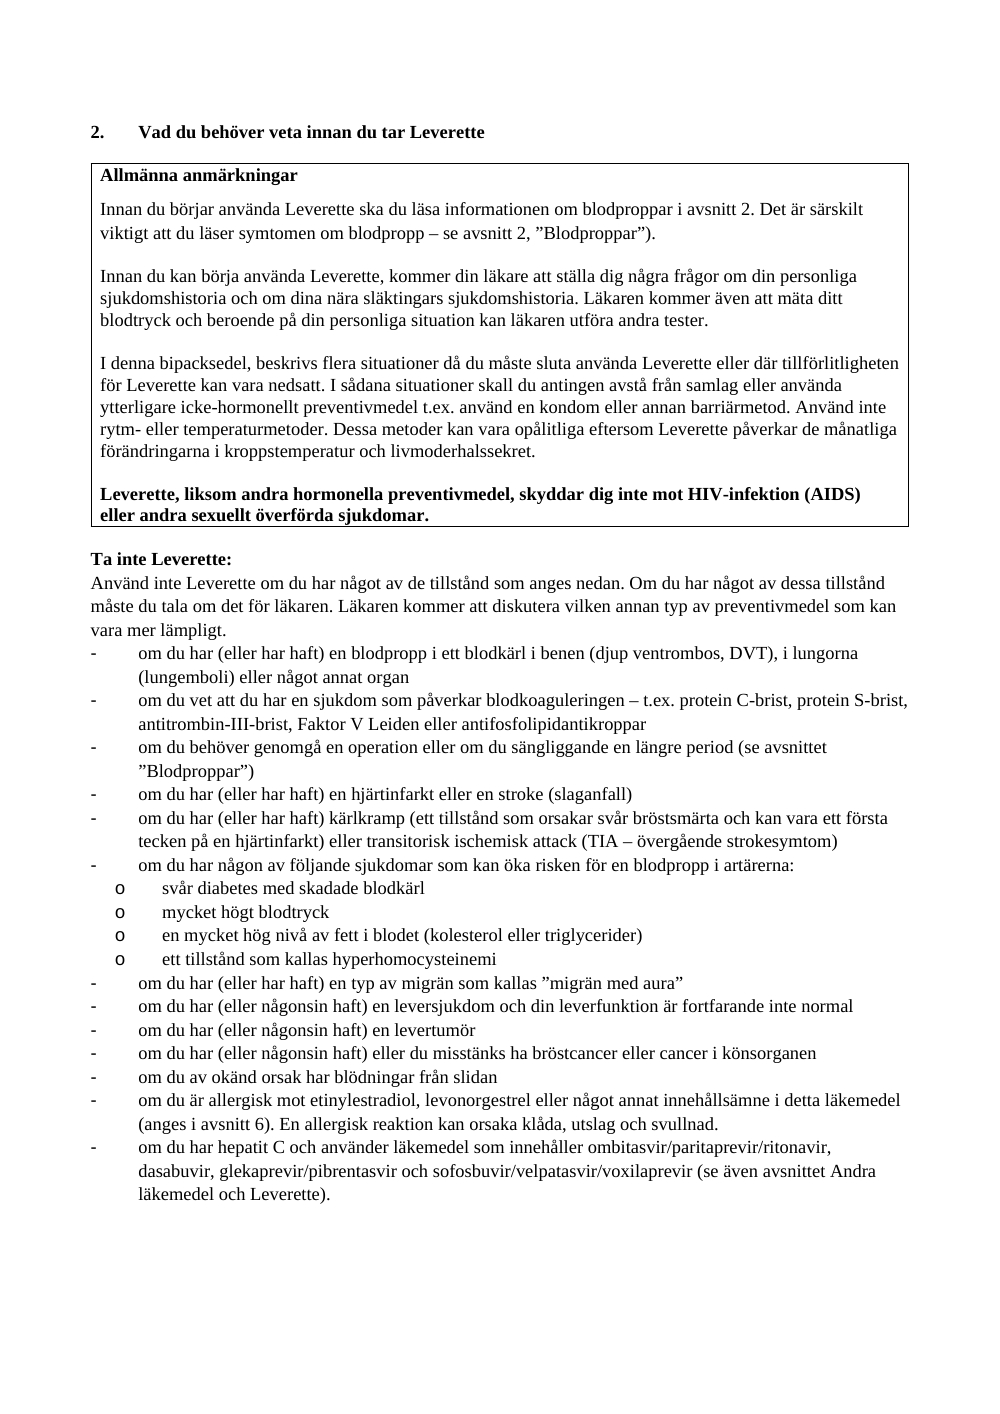 2. Vad du behöver veta innan du tar Leverette
Allmänna anmärkningar
Innan du börjar använda Leverette ska du läsa informationen om blodproppar i avsnitt 2. Det är särskilt
viktigt att du läser symtomen om blodpropp – se avsnitt 2, ”Blodproppar”).
Innan du kan börja använda Leverette, kommer din läkare att ställa dig några frågor om din personliga
sjukdomshistoria och om dina nära släktingars sjukdomshistoria. Läkaren kommer även att mäta ditt
blodtryck och beroende på din personliga situation kan läkaren utföra andra tester.
I denna bipacksedel, beskrivs flera situationer då du måste sluta använda Leverette eller där tillförlitligheten
för Leverette kan vara nedsatt. I sådana situationer skall du antingen avstå från samlag eller använda
ytterligare icke-hormonellt preventivmedel t.ex. använd en kondom eller annan barriärmetod. Använd inte
rytm- eller temperaturmetoder. Dessa metoder kan vara opålitliga eftersom Leverette påverkar de månatliga
förändringarna i kroppstemperatur och livmoderhalssekret.
Leverette, liksom andra hormonella preventivmedel, skyddar dig inte mot HIV-infektion (AIDS)
eller andra sexuellt överförda sjukdomar.
Ta inte Leverette:
Använd inte Leverette om du har något av de tillstånd som anges nedan. Om du har något av dessa tillstånd
måste du tala om det för läkaren. Läkaren kommer att diskutera vilken annan typ av preventivmedel som kan
vara mer lämpligt.
- om du har (eller har haft) en blodpropp i ett blodkärl i benen (djup ventrombos, DVT), i lungorna
(lungemboli) eller något annat organ
- om du vet att du har en sjukdom som påverkar blodkoaguleringen – t.ex. protein C-brist, protein S-brist,
antitrombin-III-brist, Faktor V Leiden eller antifosfolipidantikroppar
- om du behöver genomgå en operation eller om du sängliggande en längre period (se avsnittet
”Blodproppar”)
- om du har (eller har haft) en hjärtinfarkt eller en stroke (slaganfall)
- om du har (eller har haft) kärlkramp (ett tillstånd som orsakar svår bröstsmärta och kan vara ett första
tecken på en hjärtinfarkt) eller transitorisk ischemisk attack (TIA – övergående strokesymtom)
- om du har någon av följande sjukdomar som kan öka risken för en blodpropp i artärerna:
o svår diabetes med skadade blodkärl
o mycket högt blodtryck
o en mycket hög nivå av fett i blodet (kolesterol eller triglycerider)
o ett tillstånd som kallas hyperhomocysteinemi
- om du har (eller har haft) en typ av migrän som kallas ”migrän med aura”
- om du har (eller någonsin haft) en leversjukdom och din leverfunktion är fortfarande inte normal
- om du har (eller någonsin haft) en levertumör
- om du har (eller någonsin haft) eller du misstänks ha bröstcancer eller cancer i könsorganen
- om du av okänd orsak har blödningar från slidan
- om du är allergisk mot etinylestradiol, levonorgestrel eller något annat innehållsämne i detta läkemedel
(anges i avsnitt 6). En allergisk reaktion kan orsaka klåda, utslag och svullnad.
- om du har hepatit C och använder läkemedel som innehåller ombitasvir/paritaprevir/ritonavir,
dasabuvir, glekaprevir/pibrentasvir och sofosbuvir/velpatasvir/voxilaprevir (se även avsnittet Andra
läkemedel och Leverette).